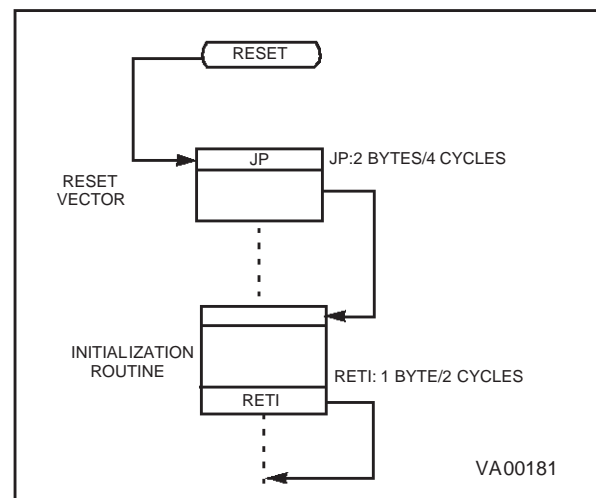 RESET
JP
JP:2 BYTES/4 CYCLES
RESET
VECTOR
INITIALIZATION
ROUTINE
RETI: 1 BYTE/2 CYCLES
RETI
VA00181